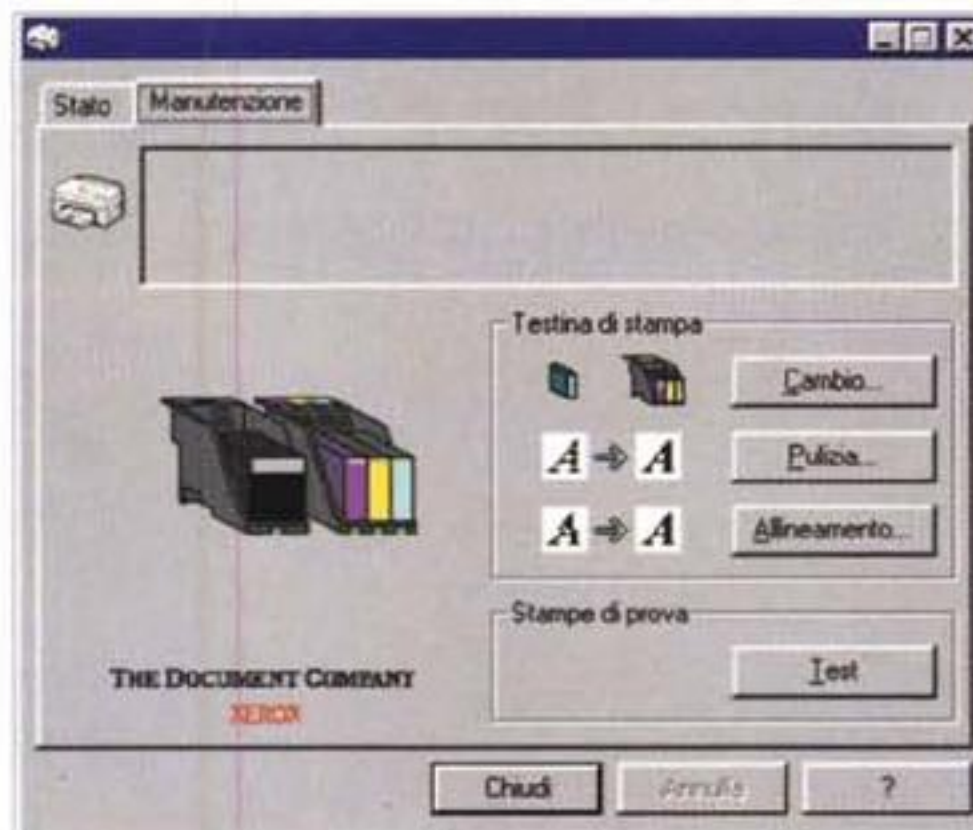 Stato Manutenzione
Testina di stampa
Cambio...
A A
Pulizia...
A A
Allineamento...
Stampe di prova
Test
THE DOCUMENT COMPANY
XEROX
Chiudi Annulla ?